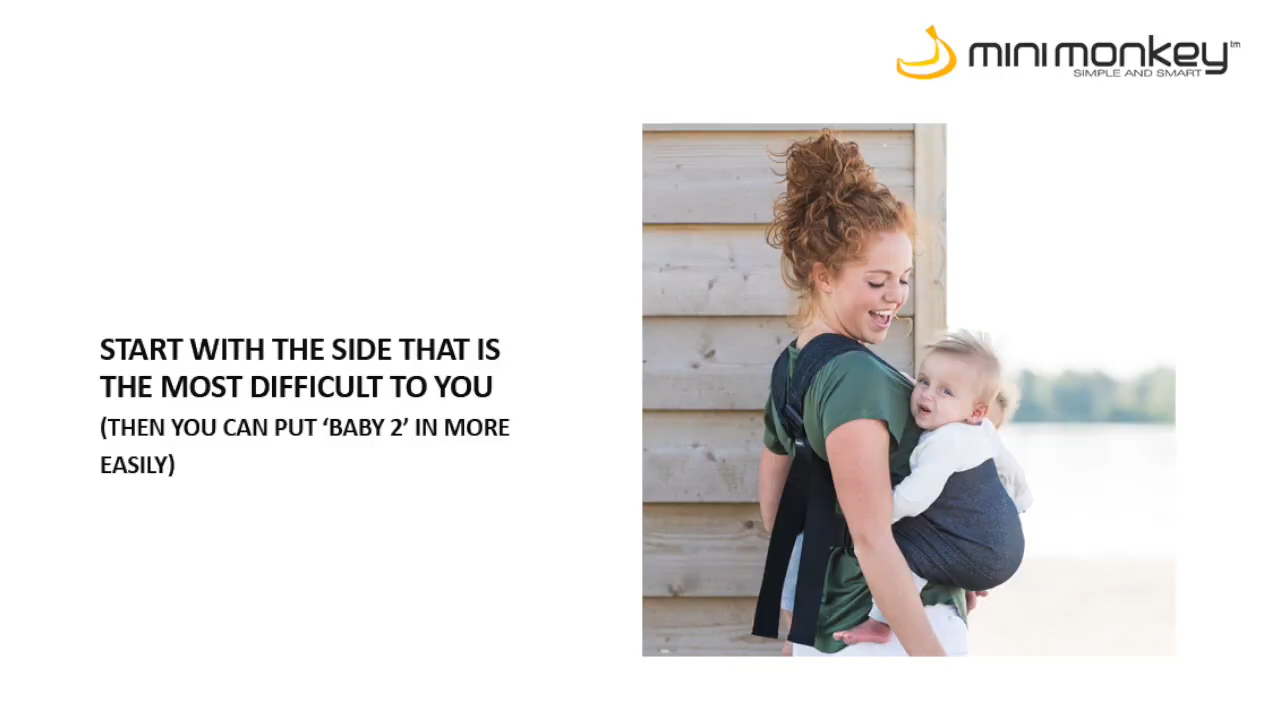 minimonkey™
SIMPLE AND SMART
START WITH THE SIDE THAT IS
THE MOST DIFFICULT TO YOU
(THEN YOU CAN PUT ‘BABY 2’ IN MORE
EASILY)